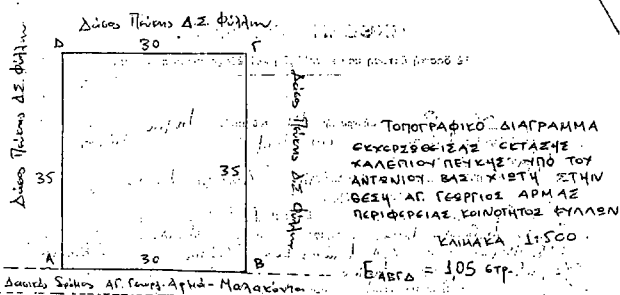 Δάσος Πεύκης Δ.Σ. Φύλλων
Δ 30 Γ
Δάσος Πεύκης Δ.Σ. Φύλλων
35
35
Δάσος Πεύκης Δ.Σ. Φύλλων
Α 30 Β
Δασικός δρόμος Αγ. Γεωργ. Αρμά - Μαλακόντα
ΤΟΠΟΓΡΑΦΙΚΟ ΔΙΑΓΡΑΜΜΑ
ΕΚΧΕΡΣΩΘΕΙΣΑΣ ΕΚΤΑΣΗΣ
ΧΑΛΕΠΙΟΥ ΠΕΥΚΗΣ ΥΠΟ ΤΟΥ
ΑΝΤΩΝΙΟΥ ΒΑΣ. ΧΙΩΤΗ ΣΤΗΝ
ΘΕΣΗ ΑΓ. ΓΕΩΡΓΙΟΣ ΑΡΜΑΣ
ΠΕΡΙΦΕΡΕΙΑΣ ΚΟΙΝΟΤΗΤΟΣ ΦΥΛΛΩΝ
ΚΛΙΜΑΚΑ 1:500
Ε ΑΒΓΔ = 1,05 στρ.